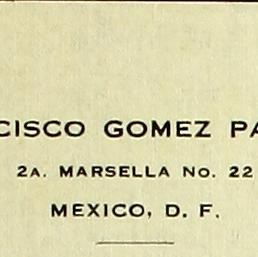 CISCO GOMEZ PA
2A. MARSELLA No. 22
MEXICO, D. F.